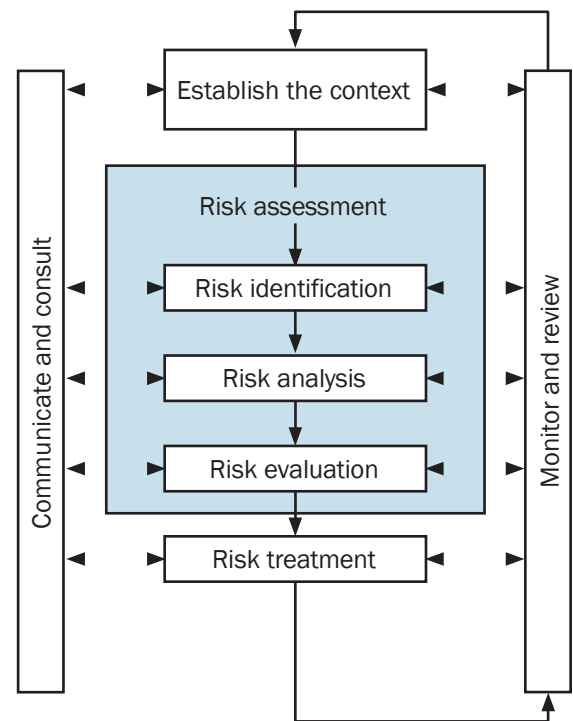 Establish the context
Risk assessment
Risk identification
Risk analysis
Risk evaluation
Risk treatment
Communicate and consult
Monitor and review